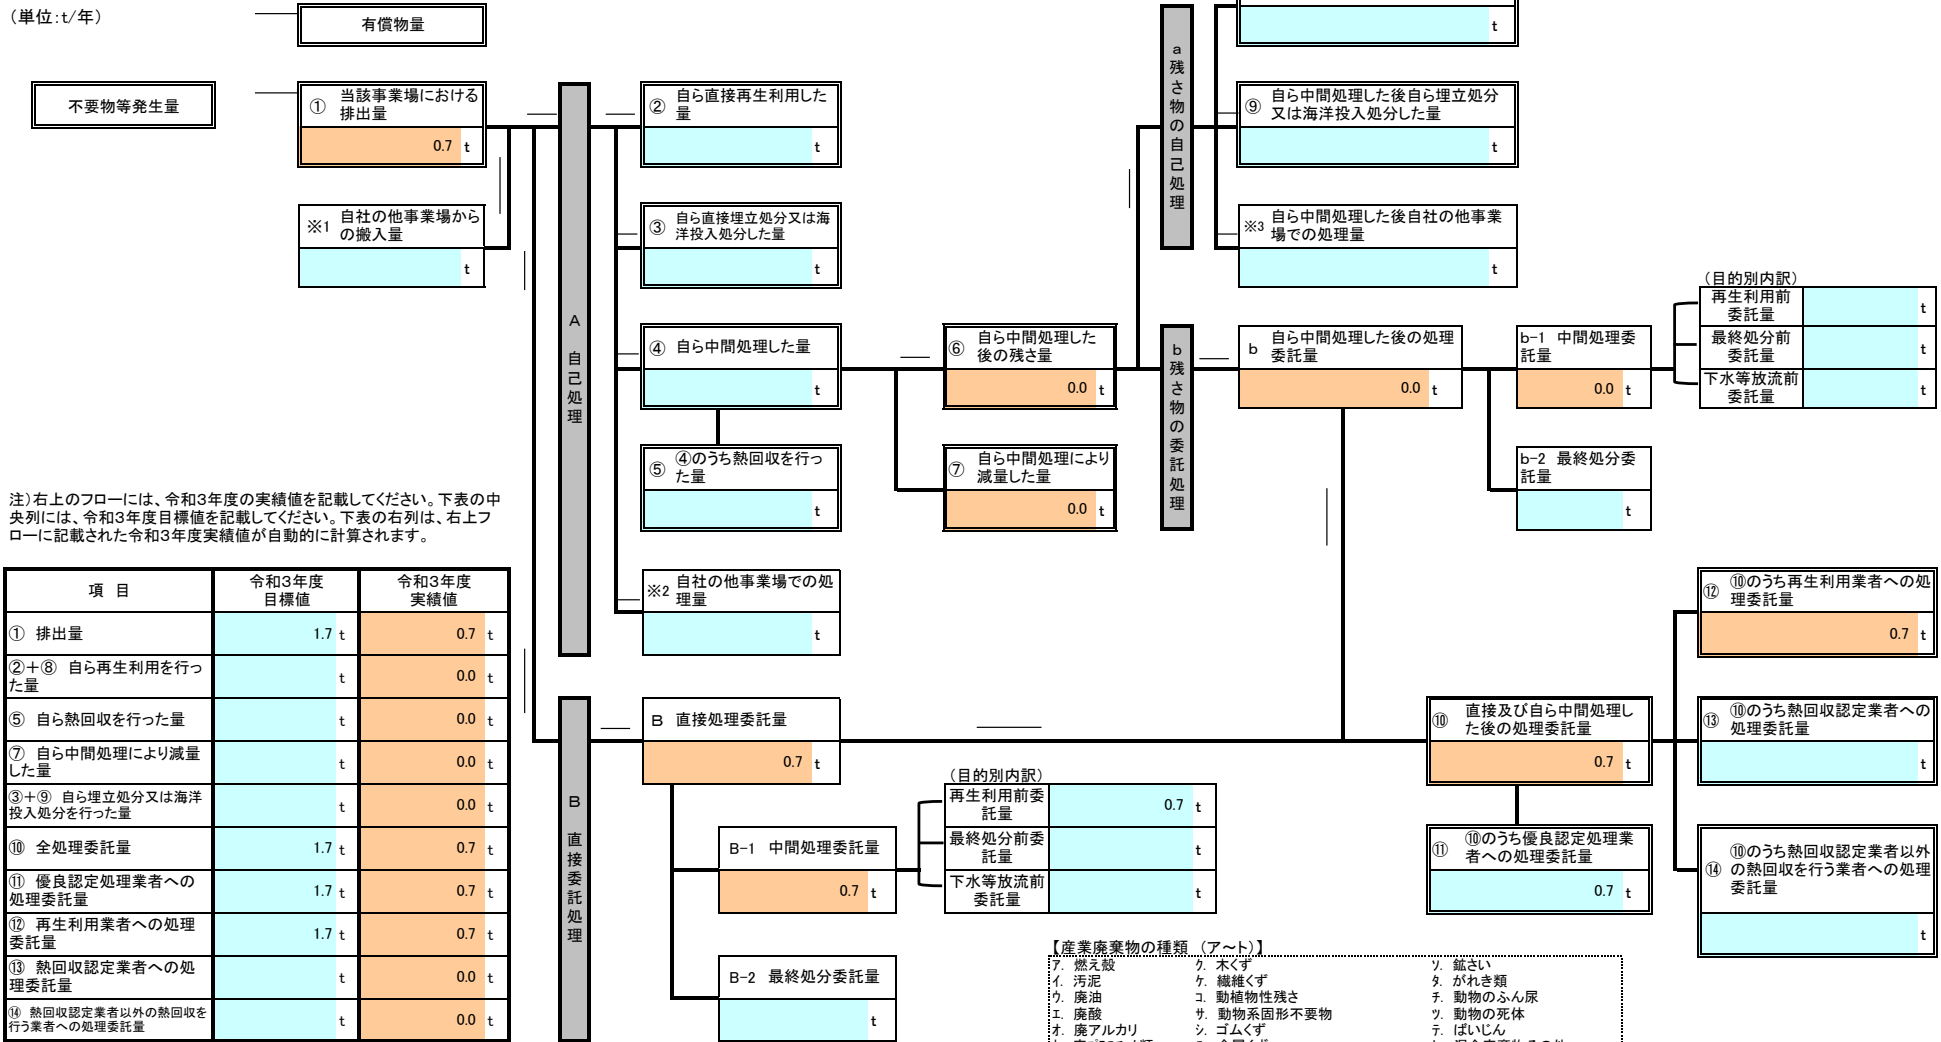 （単位:t/年）
有償物量
t
不要物等発生量
① 当該事業場における
排出量
0.7 t
※1 自社の他事業場から
の搬入量
t
A 自己処理
② 自ら直接再生利用した
量
t
③ 自ら直接埋立処分又は海
洋投入処分した量
t
④ 自ら中間処理した量
t
⑤ ④のうち熱回収を行っ
た量
t
※2 自社の他事業場での処
理量
t
⑥ 自ら中間処理した
後の残さ量
0.0 t
⑦ 自ら中間処理により
減量した量
0.0 t
a 残さ物の自己処理
⑨ 自ら中間処理した後自ら埋立処分
又は海洋投入処分した量
t
※3 自ら中間処理した後自社の他事業
場での処理量
t
b 残さ物の委託処理
b 自ら中間処理した後の処理
委託量
0.0 t
b-1 中間処理委
託量
0.0 t
b-2 最終処分委
託量
t
（目的別内訳）
再生利用前
委託量
t
最終処分前
委託量
t
下水等放流前
委託量
t
注）右上のフローには、令和3年度の実績値を記載してください。下表の中
央列には、令和3年度目標値を記載してください。下表の右列は、右上フ
ローに記載された令和3年度実績値が自動的に計算されます。
項 目 令和3年度
目標値 令和3年度
実績値
① 排出量 1.7 t 0.7 t
②＋⑧ 自ら再生利用を行っ
た量 t 0.0 t
⑤ 自ら熱回収を行った量 t 0.0 t
⑦ 自ら中間処理により減量
した量 t 0.0 t
③＋⑨ 自ら埋立処分又は海洋
投入処分を行った量 t 0.0 t
⑩ 全処理委託量 1.7 t 0.7 t
⑪ 優良認定処理業者への
処理委託量 1.7 t 0.7 t
⑫ 再生利用業者への処理
委託量 1.7 t 0.7 t
⑬ 熱回収認定業者への処
理委託量 t 0.0 t
⑭ 熱回収認定業者以外の熱回収を
行う業者への処理委託量 t 0.0 t
B 直接委託処理
B 直接処理委託量
0.7 t
B-1 中間処理委託量
0.7 t
B-2 最終処分委託量
t
（目的別内訳）
再生利用前委
託量
0.7 t
最終処分前委
託量
t
下水等放流前
委託量
t
⑩ 直接及び自ら中間処理し
た後の処理委託量
0.7 t
⑪ ⑩のうち優良認定処理業
者への処理委託量
0.7 t
⑫ ⑩のうち再生利用業者への処
理委託量
0.7 t
⑬ ⑩のうち熱回収認定業者への
処理委託量
t
⑭ ⑩のうち熱回収認定業者以外
の熱回収を行う業者への処理
委託量
t
【産業廃棄物の種類 （ア～ト）】
ア. 燃え殻 ク. 木くず ソ. 鉱さい
イ. 汚泥 ケ. 繊維くず タ. がれき類
ウ. 廃油 コ. 動植物性残さ チ. 動物のふん尿
エ. 廃酸 サ. 動物系固形不要物 ツ. 動物の死体
オ. 廃アルカリ シ. ゴムくず テ. ばいじん